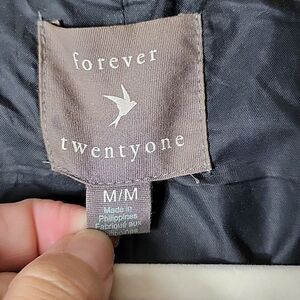 forever
twentyone
M/M
Made in
Philippines
Fabriqué aux